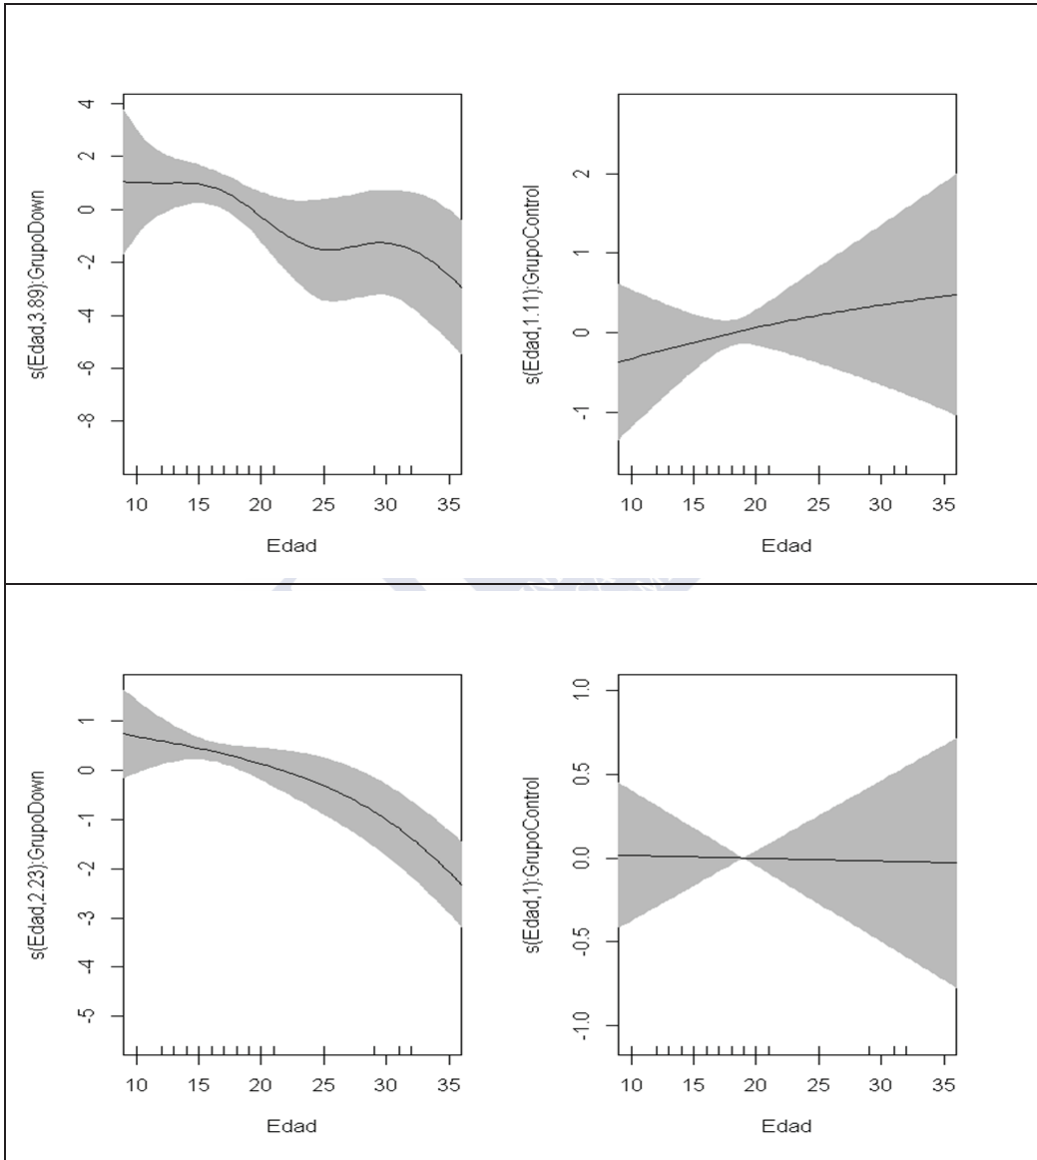 s(Edad,3.89):GrupoDown
4
2
0
-2
-4
-6
-8
10 15 20 25 30 35
Edad
s(Edad,1.11):GrupoControl
2
1
0
-1
10 15 20 25 30 35
Edad
s(Edad,2.23):GrupoDown
1
0
-1
-2
-3
-4
-5
10 15 20 25 30 35
Edad
s(Edad,1):GrupoControl
1.0
0.5
0.0
-0.5
-1.0
10 15 20 25 30 35
Edad